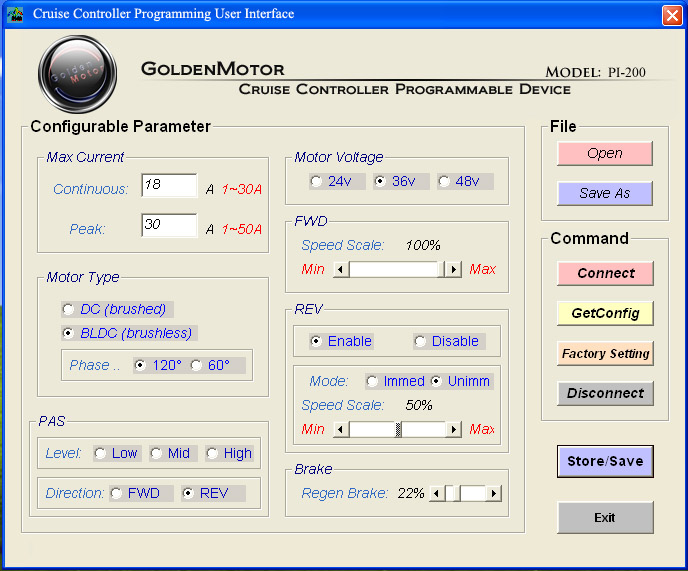 Cruise Controller Programming User Interface
Golden Motor
GOLDENMOTOR
MODEL: PI-200
CRUISE CONTROLLER PROGRAMMABLE DEVICE
Configurable Parameter
Max Current
Continuous: 18 A 1~30A
Peak: 30 A 1~50A
Motor Type
DC (brushed)
BLDC (brushless)
Phase .. 120° 60°
PAS
Level: Low Mid High
Direction: FWD REV
Motor Voltage
24v 36v 48v
FWD
Speed Scale: 100%
Min Max
REV
Enable Disable
Mode: Immed Unimm
Speed Scale: 50%
Min Max
Brake
Regen Brake: 22%
File
Open
Save As
Command
Connect
GetConfig
Factory Setting
Disconnect
Store/Save
Exit